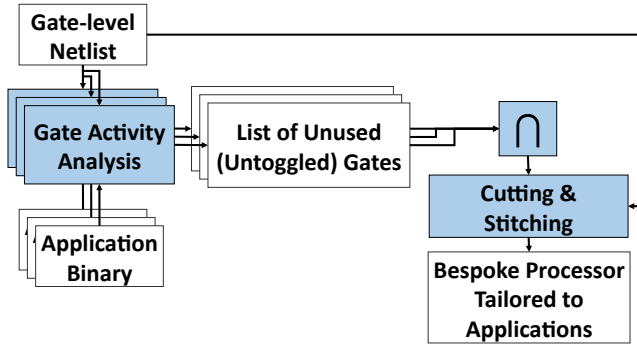 Gate-level
Netlist
Gate Activity
Analysis
List of Unused
(Untoggled) Gates
⋂
Cutting &
Stitching
Application
Binary
Bespoke Processor
Tailored to
Applications